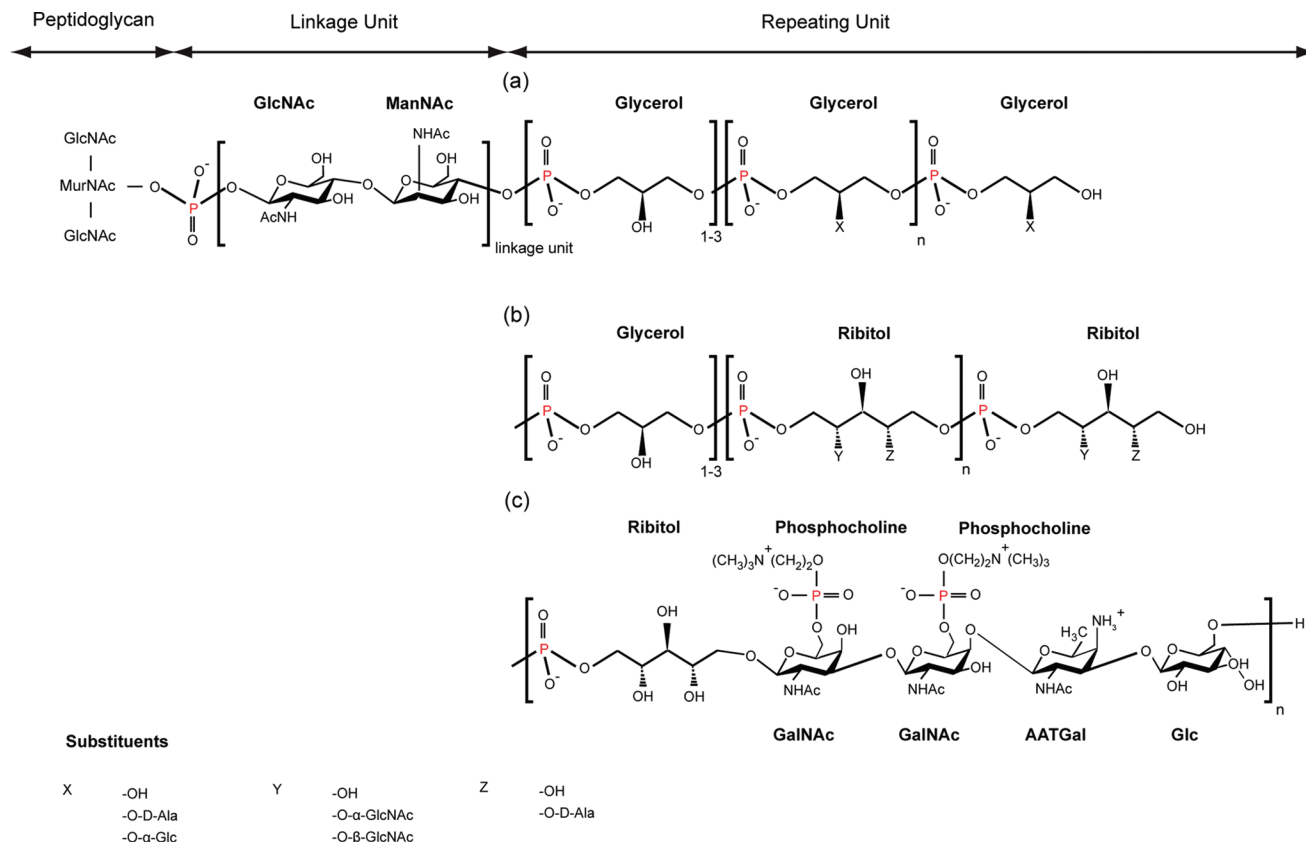 Peptidoglycan Linkage Unit Repeating Unit
(a)
GlcNAc ManNAc Glycerol Glycerol Glycerol
GlcNAc
MurNAc
GlcNAc
O O⁻ P O O OH AcNH OH O NHAc OH OH O
linkage unit
O P O⁻ O OH O 1-3
O P O⁻ O X O n
O P O⁻ O X OH
(b)
Glycerol Ribitol Ribitol
O P O⁻ O OH O 1-3
O P O⁻ O Y OH Z O n
O P O⁻ O Y OH Z OH
(c)
Ribitol Phosphocholine Phosphocholine
(CH₃)₃N⁺(CH₂)₂O O(CH₂)₂N⁺(CH₃)₃
⁻O P O ⁻O P O
O P O⁻ O OH OH OH O
O O OH NHAc O
O O OH NHAc O
H₃C NH₃⁺ O NHAc O
O O OH OH OH H
n
GalNAc GalNAc AATGal Glc
Substituents
X -OH Y -OH Z -OH
-O-D-Ala -O-α-GlcNAc -O-D-Ala
-O-α-Glc -O-β-GlcNAc